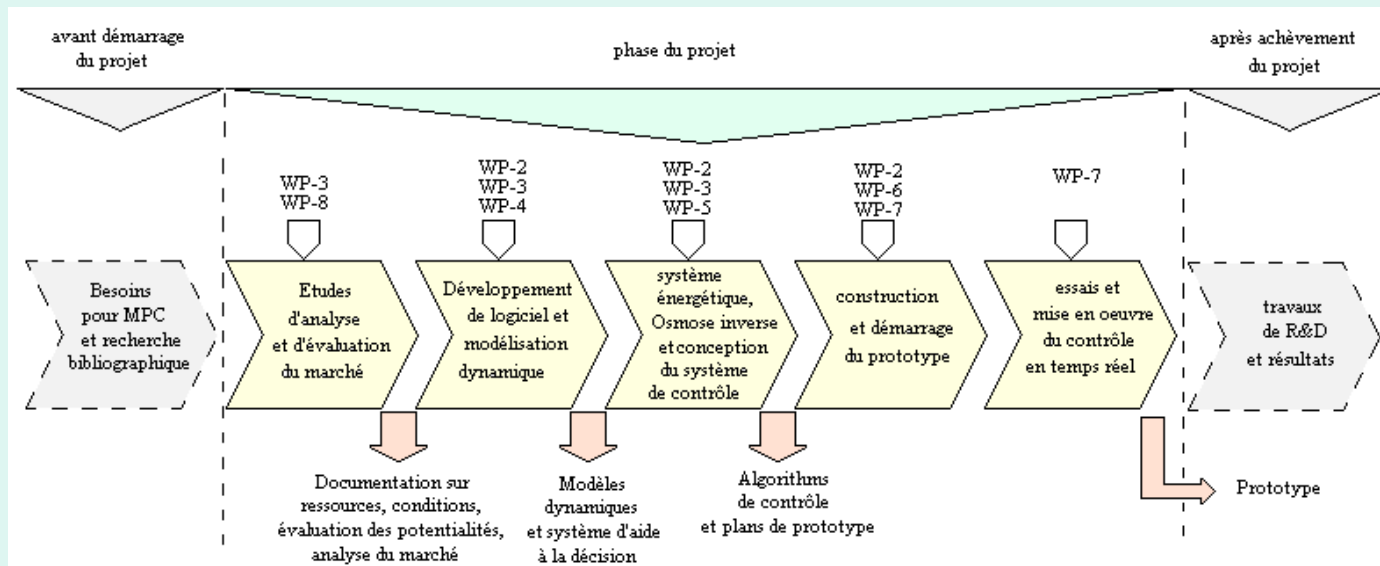 avant démarrage
du projet
phase du projet
après achèvement
du projet
WP-3
WP-8
WP-2
WP-3
WP-4
WP-2
WP-3
WP-5
WP-2
WP-6
WP-7
WP-7
Besoins
pour MPC
et recherche
bibliographique
Etudes
d'analyse
et d'évaluation
du marché
Développement
de logiciel et
modélisation
dynamique
système
énergétique,
Osmose inverse
et conception
du système
de contrôle
construction
et démarrage
du prototype
essais et
mise en oeuvre
du contrôle
en temps réel
travaux
de R&D
et résultats
Documentation sur
ressources, conditions,
évaluation des potentialités,
analyse du marché
Modèles
dynamiques
et système d'aide
à la décision
Algorithms
de contrôle
et plans de prototype
Prototype